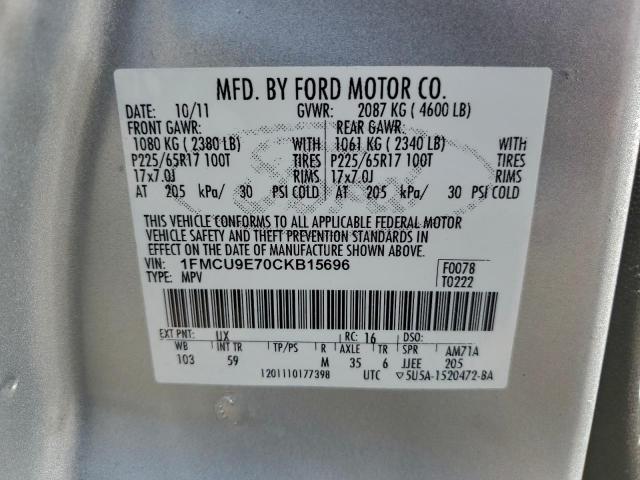 MFD. BY FORD MOTOR CO.
DATE: 10/11 GVWR: 2087 KG ( 4600 LB)
FRONT GAWR: REAR GAWR:
1080 KG ( 2380 LB) WITH 1061 KG ( 2340 LB) WITH
P225/65R17 100T TIRES P225/65R17 100T TIRES
17x7.0J RIMS 17x7.0J RIMS
AT 205 kPa/ 30 PSI COLD AT 205 kPa/ 30 PSI COLD
THIS VEHICLE CONFORMS TO ALL APPLICABLE FEDERAL MOTOR
VEHICLE SAFETY AND THEFT PREVENTION STANDARDS IN
EFFECT ON THE DATE OF MANUFACTURE SHOWN ABOVE.
VIN: 1FMCU9E70CKB15696 F0078
TYPE: MPV T0222
EXT PNT: UX RC: 16 DSO:
WB INT TR TP/PS R AXLE TR SPR AM71A
103 59 M 35 6 JJEE 205
1201110177398 UTC ▽5U5A-1520472-BA